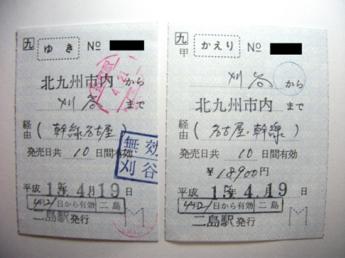 九 ゆき №
北九州市内 から
刈谷 まで
経由 ( 幹線 名古屋 )
発売日共 10 日間有効
無効
刈谷
平成 15年 4月 19日
日から有効 二島
二島駅発行
九
甲 かえり №
刈谷 から
北九州市内 まで
経由 ( 名古屋・幹線 )
発売日共 10 日間有効
¥18900円
平成 15年 4月 19日
日から有効 二島
二島駅発行